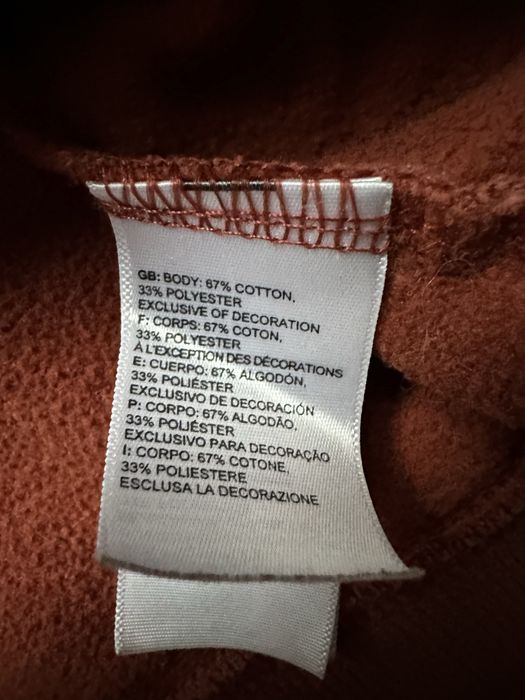 GB: BODY: 67% COTTON,
33% POLYESTER
EXCLUSIVE OF DECORATION
F: CORPS: 67% COTON,
33% POLYESTER
À L'EXCEPTION DES DÉCORATIONS
E: CUERPO: 67% ALGODÓN,
33% POLIÉSTER
EXCLUSIVO DE DECORACIÓN
P: CORPO: 67% ALGODÃO,
33% POLIÉSTER
EXCLUSIVO PARA DECORAÇÃO
I: CORPO: 67% COTONE,
33% POLIESTERE
ESCLUSA LA DECORAZIONE